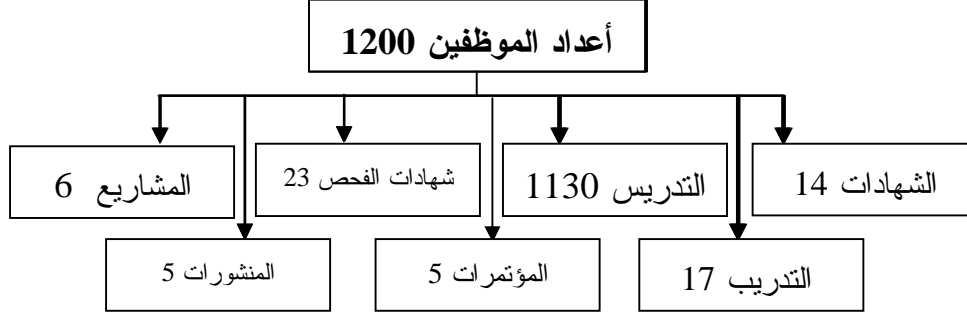 أعداد الموظفين 1200
الشهادات 14
التدريس 1130
شهادات الفحص 23
المشاريع 6
التدريب 17
المؤتمرات 5
المنشورات 5